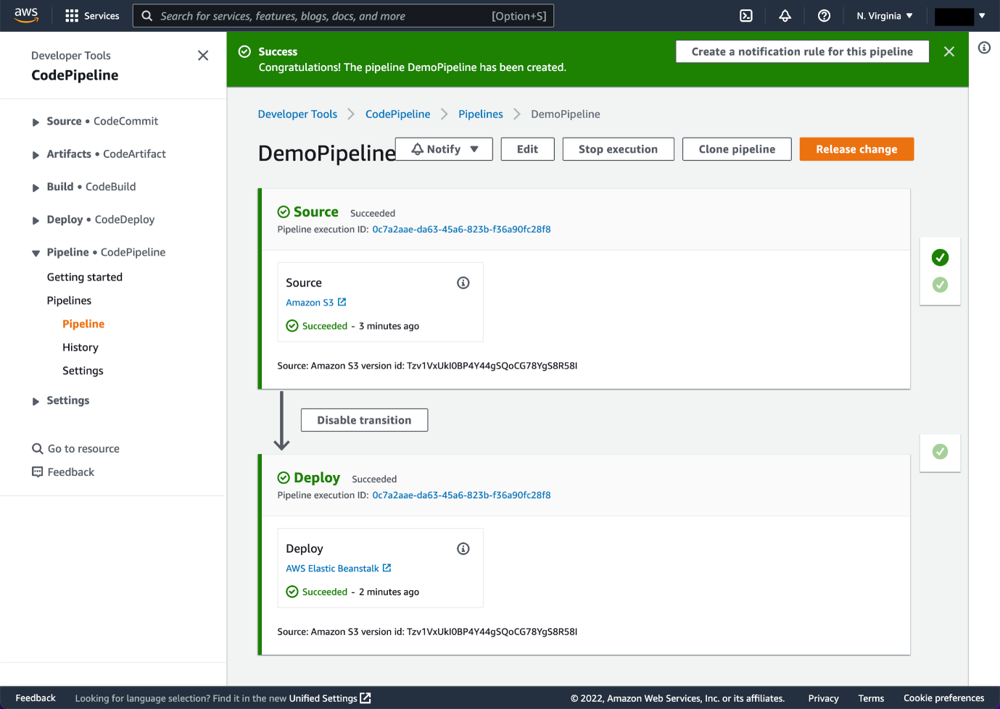 aws
Services
Search for services, features, blogs, docs, and more
[Option+S]
N. Virginia
Developer Tools
CodePipeline
Source • CodeCommit
Artifacts • CodeArtifact
Build • CodeBuild
Deploy • CodeDeploy
Pipeline • CodePipeline
Getting started
Pipelines
Pipeline
History
Settings
Settings
Go to resource
Feedback
Success
Congratulations! The pipeline DemoPipeline has been created.
Create a notification rule for this pipeline
Developer Tools
CodePipeline
Pipelines
DemoPipeline
DemoPipeline
Notify
Edit
Stop execution
Clone pipeline
Release change
Source Succeeded
Pipeline execution ID: 0c7a2aae-da63-45a6-823b-f36a90fc28f8
Source
Amazon S3
Succeeded - 3 minutes ago
Source: Amazon S3 version id: Tzv1VxUkI0BP4Y44gSQoCG78YgS8R58I
Disable transition
Deploy Succeeded
Pipeline execution ID: 0c7a2aae-da63-45a6-823b-f36a90fc28f8
Deploy
AWS Elastic Beanstalk
Succeeded - 2 minutes ago
Source: Amazon S3 version id: Tzv1VxUkI0BP4Y44gSQoCG78YgS8R58I
Feedback
Looking for language selection? Find it in the new Unified Settings
© 2022, Amazon Web Services, Inc. or its affiliates.
Privacy
Terms
Cookie preferences